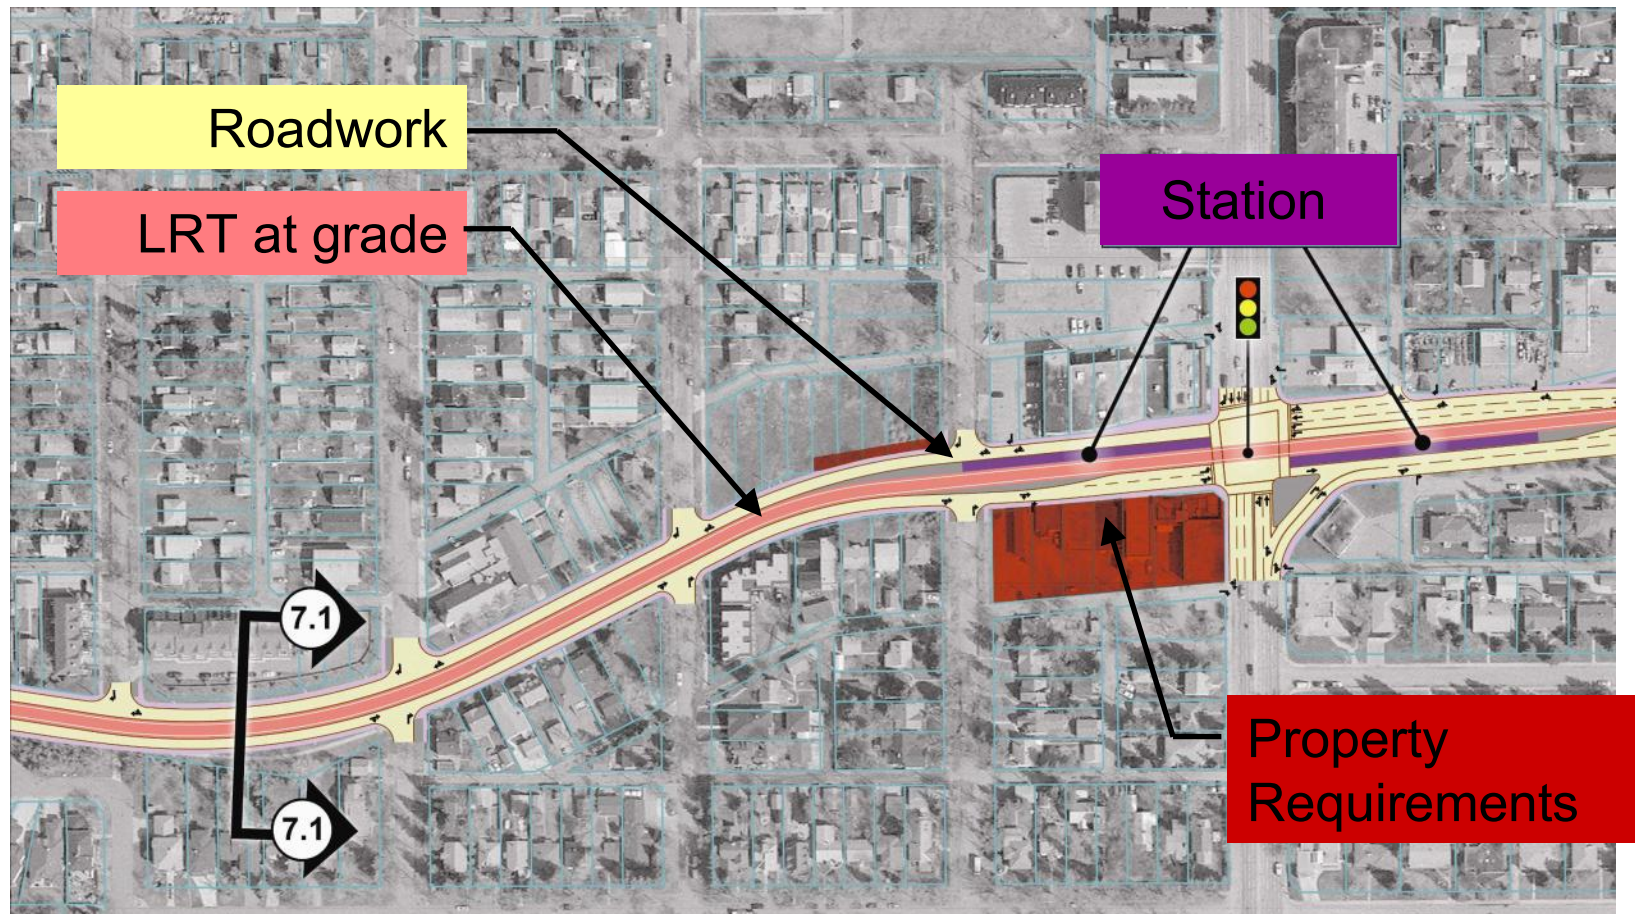 Roadwork
LRT at grade
Station
7.1
7.1
Property
Requirements